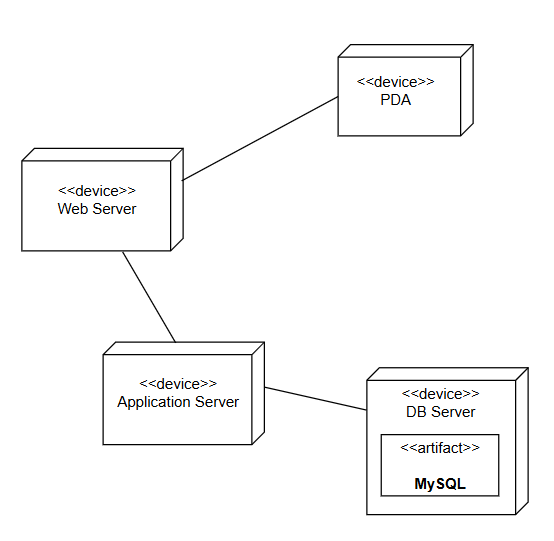 <<device>>
PDA
<<device>>
Web Server
<<device>>
Application Server
<<device>>
DB Server
<<artifact>>
MySQL